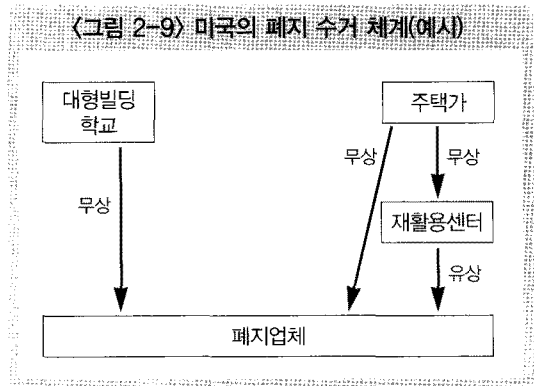 〈그림 2-9〉 미국의 폐지 수거 체계(예시)
대형빌딩
학교
주택가
무상
무상
무상
재활용센터
유상
폐지업체